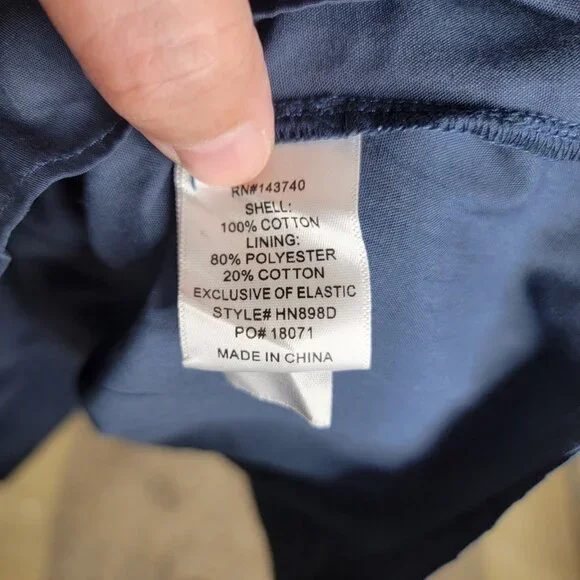 RN#143740
SHELL:
100% COTTON
LINING:
80% POLYESTER
20% COTTON
EXCLUSIVE OF ELASTIC
STYLE# HN898D
PO# 18071
MADE IN CHINA